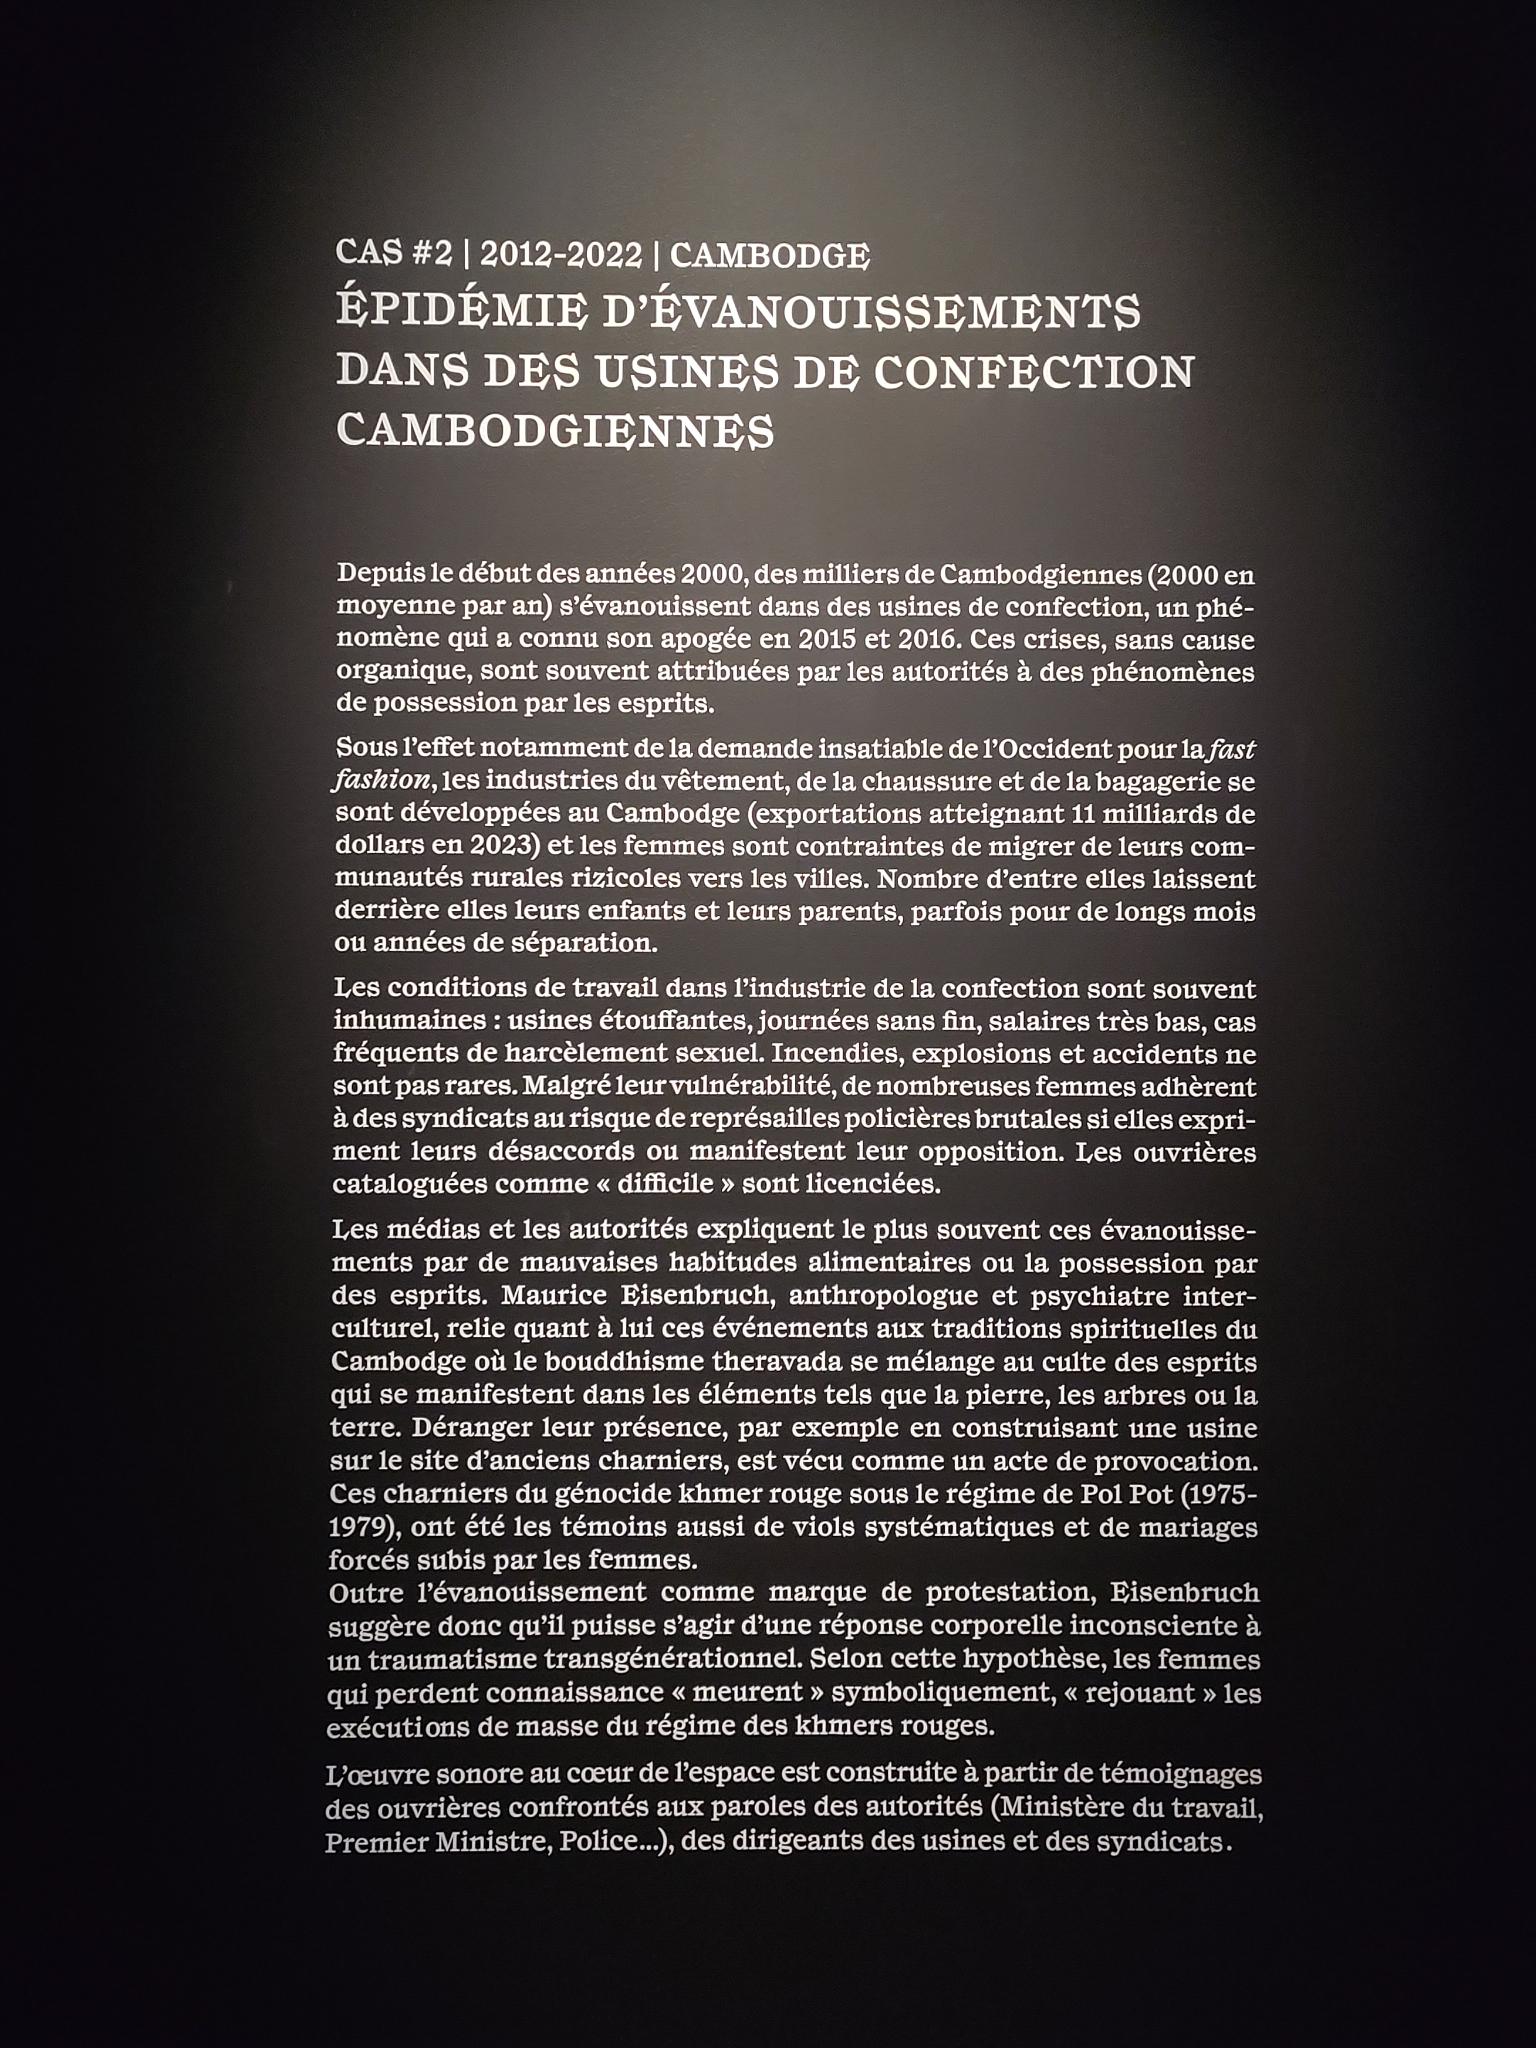 CAS #2 | 2012-2022 | CAMBODGE
ÉPIDÉMIE D'ÉVANOUISSEMENTS
DANS DES USINES DE CONFECTION
CAMBODGIENNES
Depuis le début des années 2000, des milliers de Cambodgiennes (2000 en
moyenne par an) s'évanouissent dans des usines de confection, un phé-
nomène qui a connu son apogée en 2015 et 2016. Ces crises, sans cause
organique, sont souvent attribuées par les autorités à des phénomènes
de possession par les esprits.
Sous l'effet notamment de la demande insatiable de l'Occident pour la fast
fashion, les industries du vêtement, de la chaussure et de la bagagerie se
sont développées au Cambodge (exportations atteignant 11 milliards de
dollars en 2023) et les femmes sont contraintes de migrer de leurs com-
munautés rurales rizicoles vers les villes. Nombre d'entre elles laissent
derrière elles leurs enfants et leurs parents, parfois pour de longs mois
ou années de séparation.
Les conditions de travail dans l'industrie de la confection sont souvent
inhumaines : usines étouffantes, journées sans fin, salaires très bas, cas
fréquents de harcèlement sexuel. Incendies, explosions et accidents ne
sont pas rares. Malgré leur vulnérabilité, de nombreuses femmes adhèrent
à des syndicats au risque de représailles policières brutales si elles expri-
ment leurs désaccords ou manifestent leur opposition. Les ouvrières
cataloguées comme « difficile » sont licenciées.
Les médias et les autorités expliquent le plus souvent ces évanouisse-
ments par de mauvaises habitudes alimentaires ou la possession par
des esprits. Maurice Eisenbruch, anthropologue et psychiatre inter-
culturel, relie quant à lui ces événements aux traditions spirituelles du
Cambodge où le bouddhisme theravada se mélange au culte des esprits
qui se manifestent dans les éléments tels que la pierre, les arbres ou la
terre. Déranger leur présence, par exemple en construisant une usine
sur le site d'anciens charniers, est vécu comme un acte de provocation.
Ces charniers du génocide khmer rouge sous le régime de Pol Pot (1975-
1979), ont été les témoins aussi de viols systématiques et de mariages
forcés subis par les femmes.
Outre l'évanouissement comme marque de protestation, Eisenbruch
suggère donc qu'il puisse s'agir d'une réponse corporelle inconsciente à
un traumatisme transgénérationnel. Selon cette hypothèse, les femmes
qui perdent connaissance « meurent » symboliquement, « rejouant » les
exécutions de masse du régime des khmers rouges.
L'œuvre sonore au cœur de l'espace est construite à partir de témoignages
des ouvrières confrontés aux paroles des autorités (Ministère du travail,
Premier Ministre, Police...), des dirigeants des usines et des syndicats.